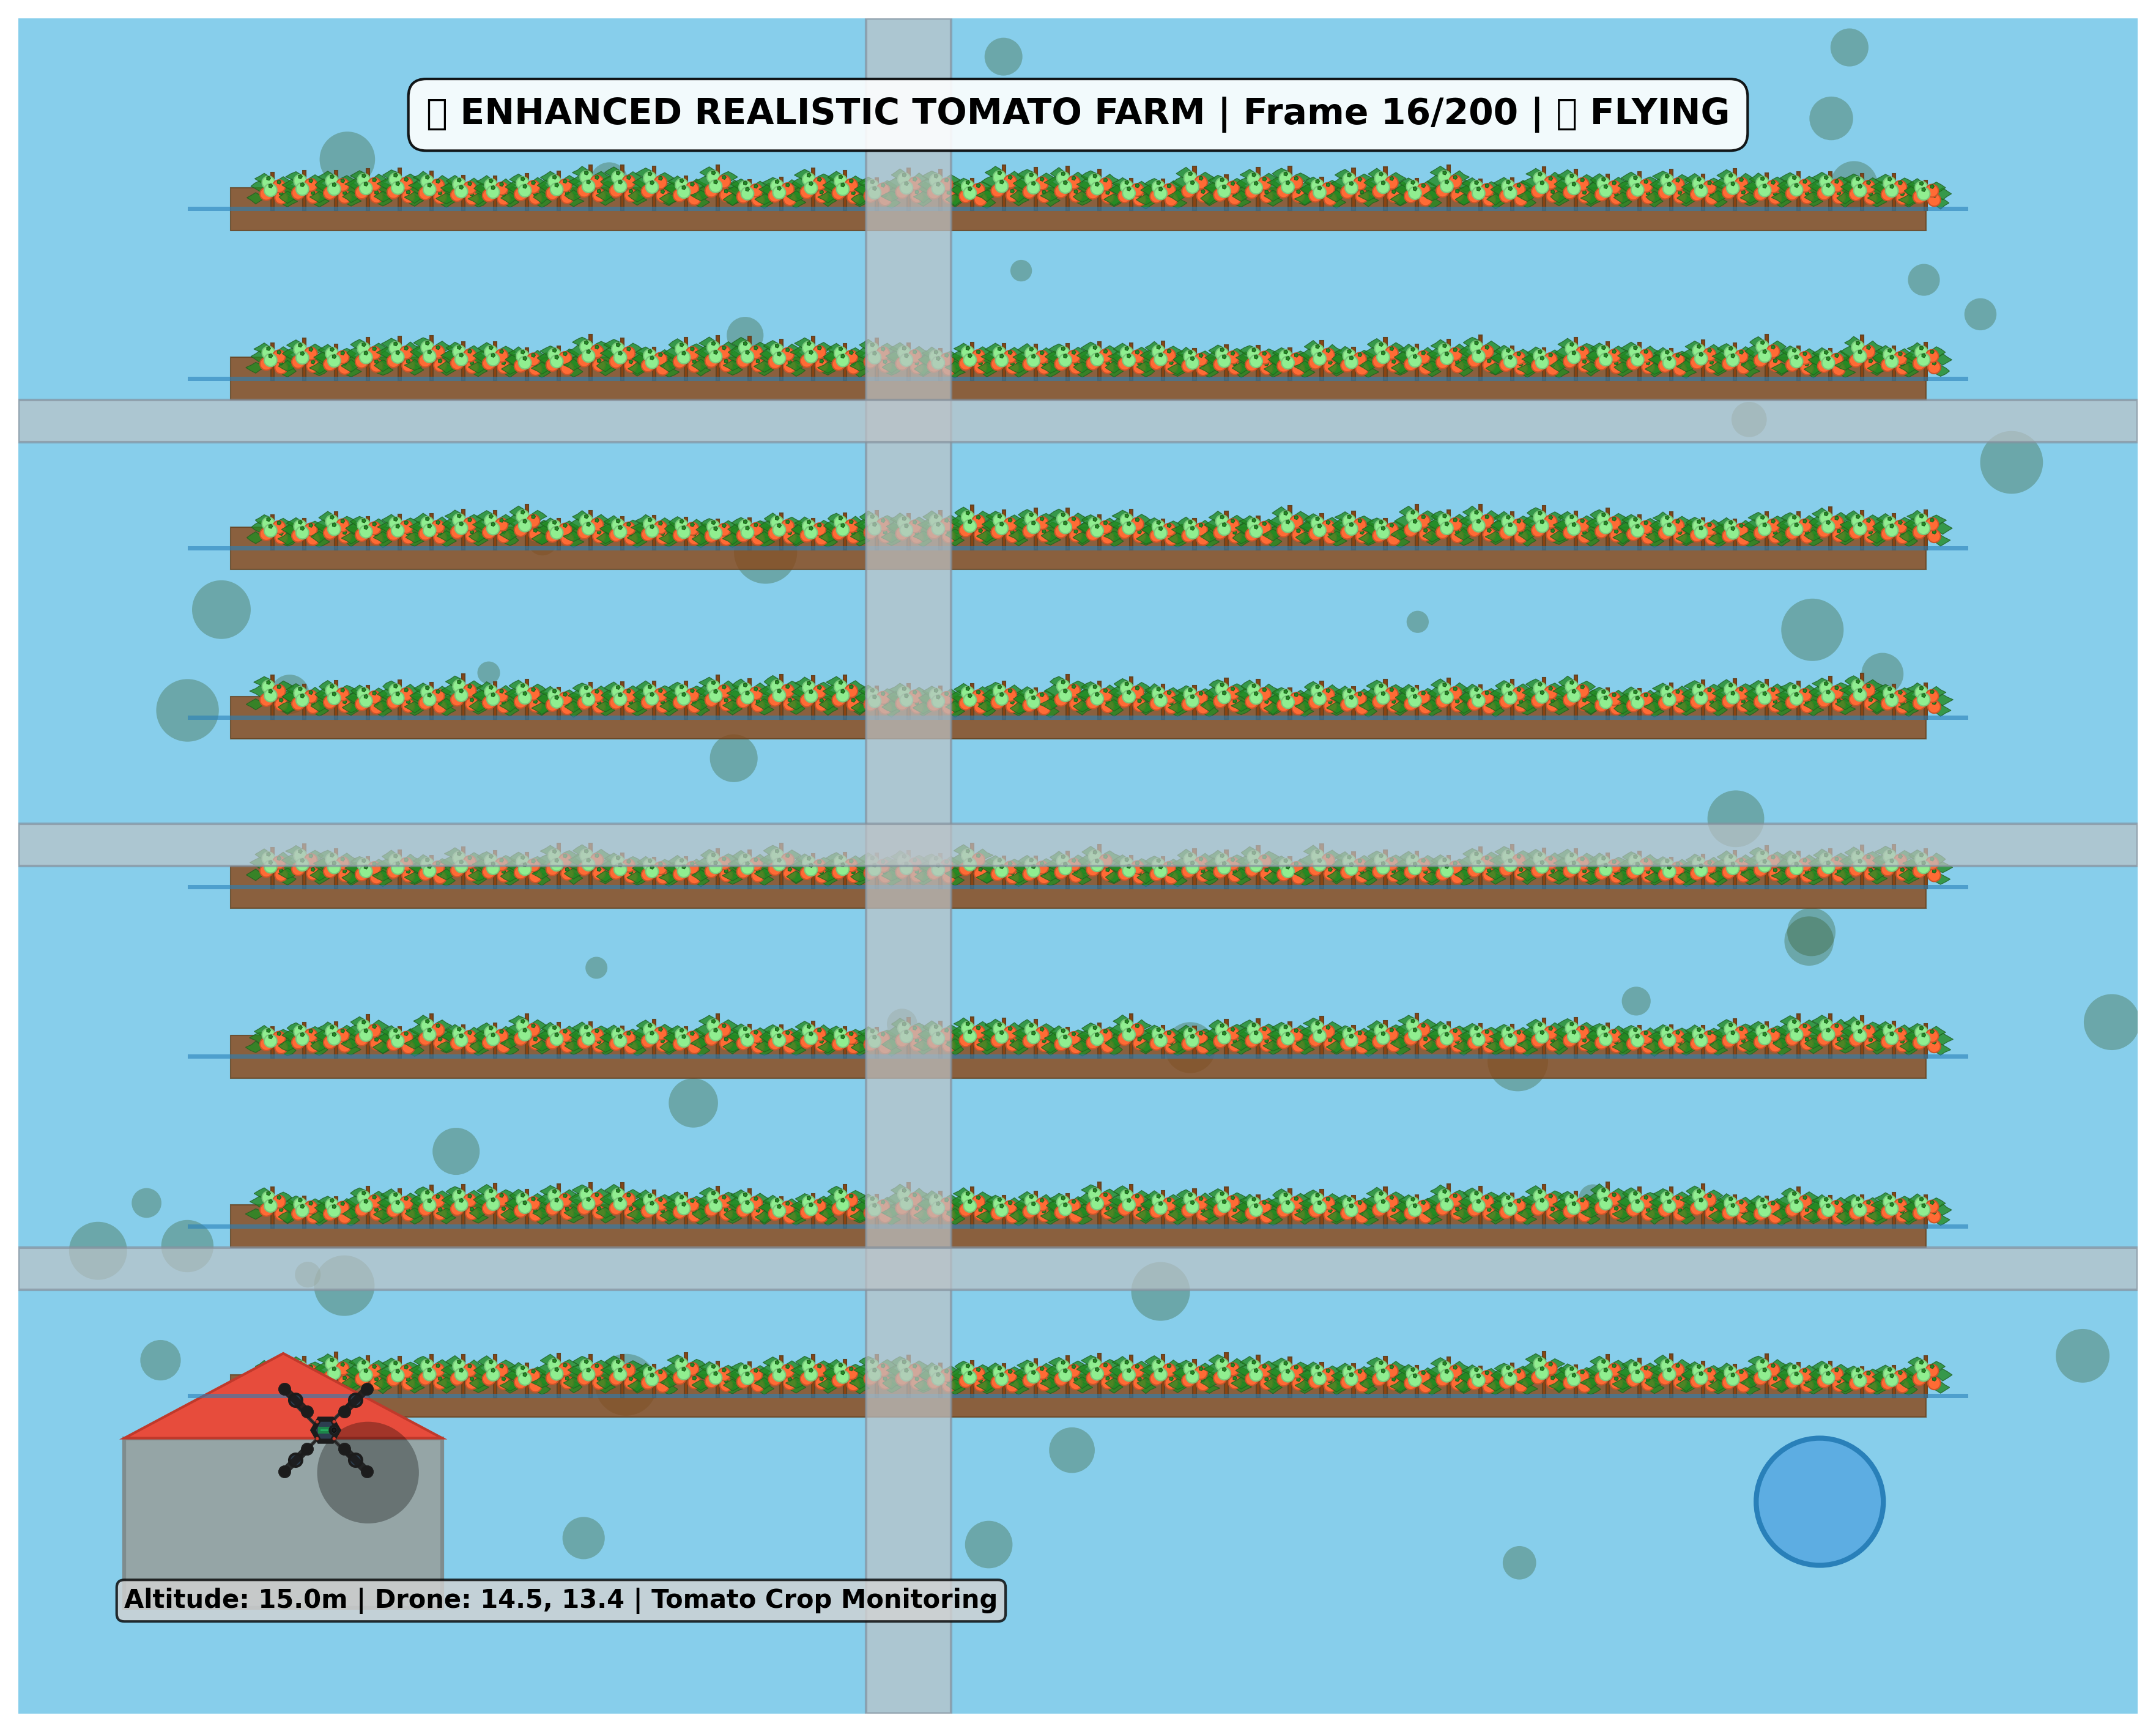 ▯ ENHANCED REALISTIC TOMATO FARM | Frame 16/200 | ▯ FLYING
Altitude: 15.0m | Drone: 14.5, 13.4 | Tomato Crop Monitoring